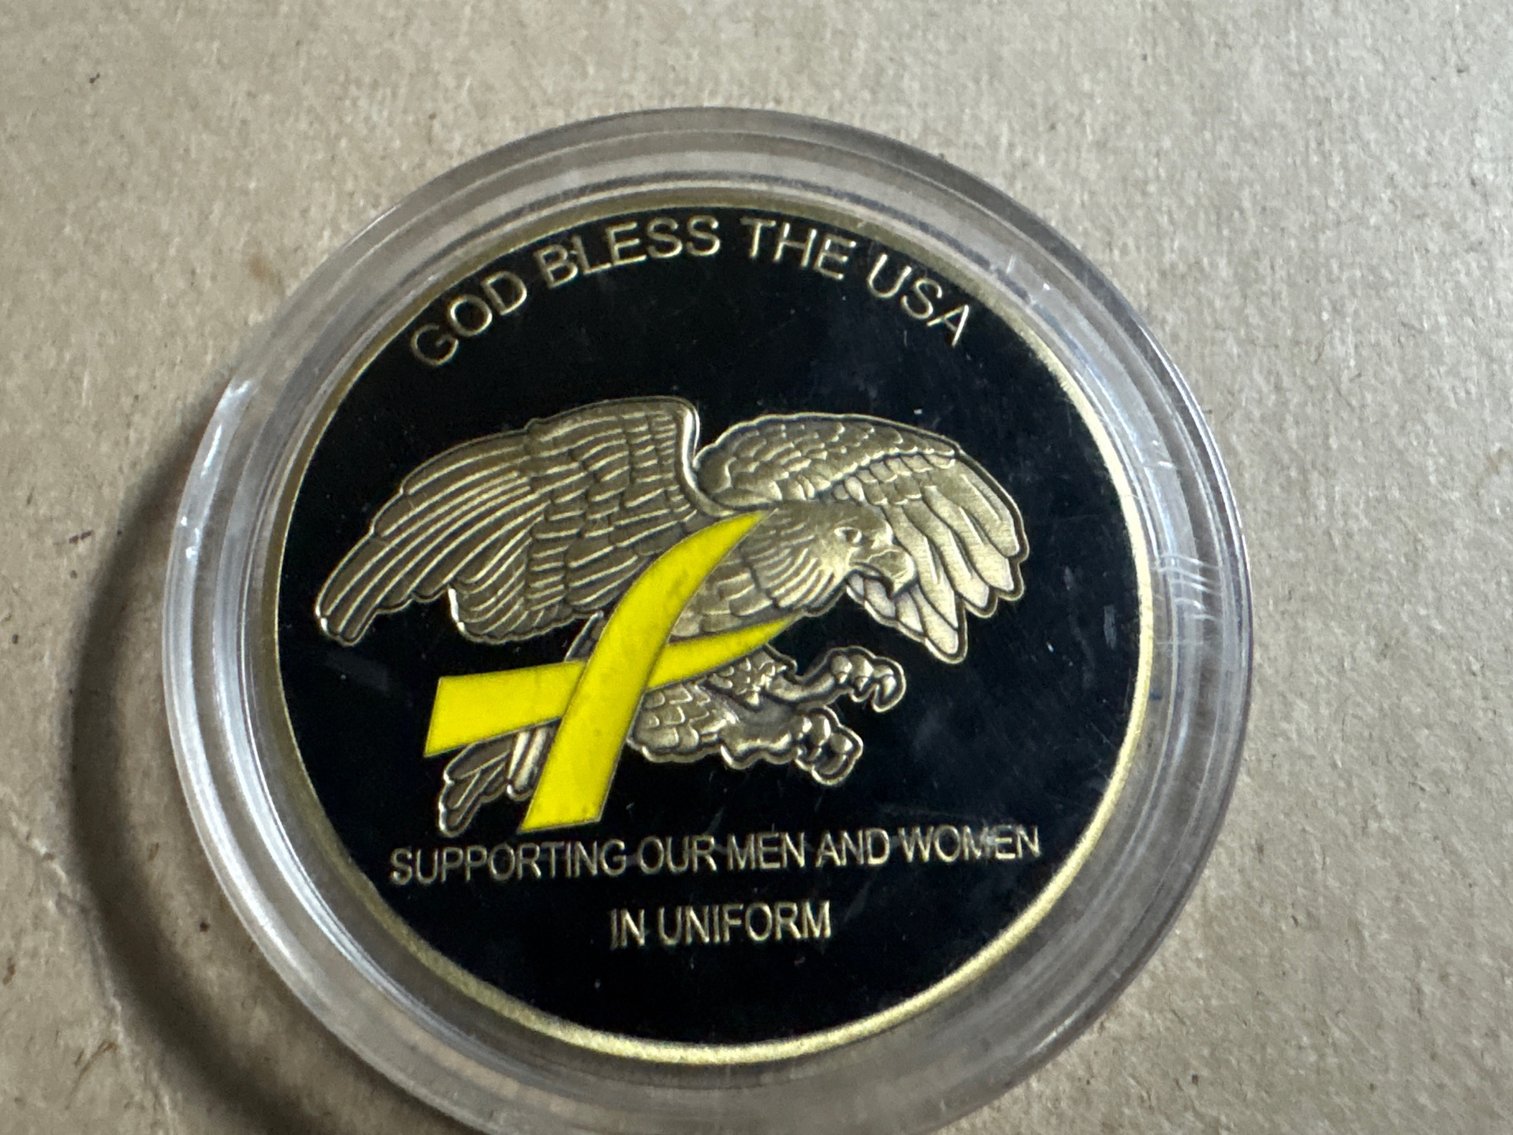 GOD BLESS THE USA
SUPPORTING OUR MEN AND WOMEN
IN UNIFORM